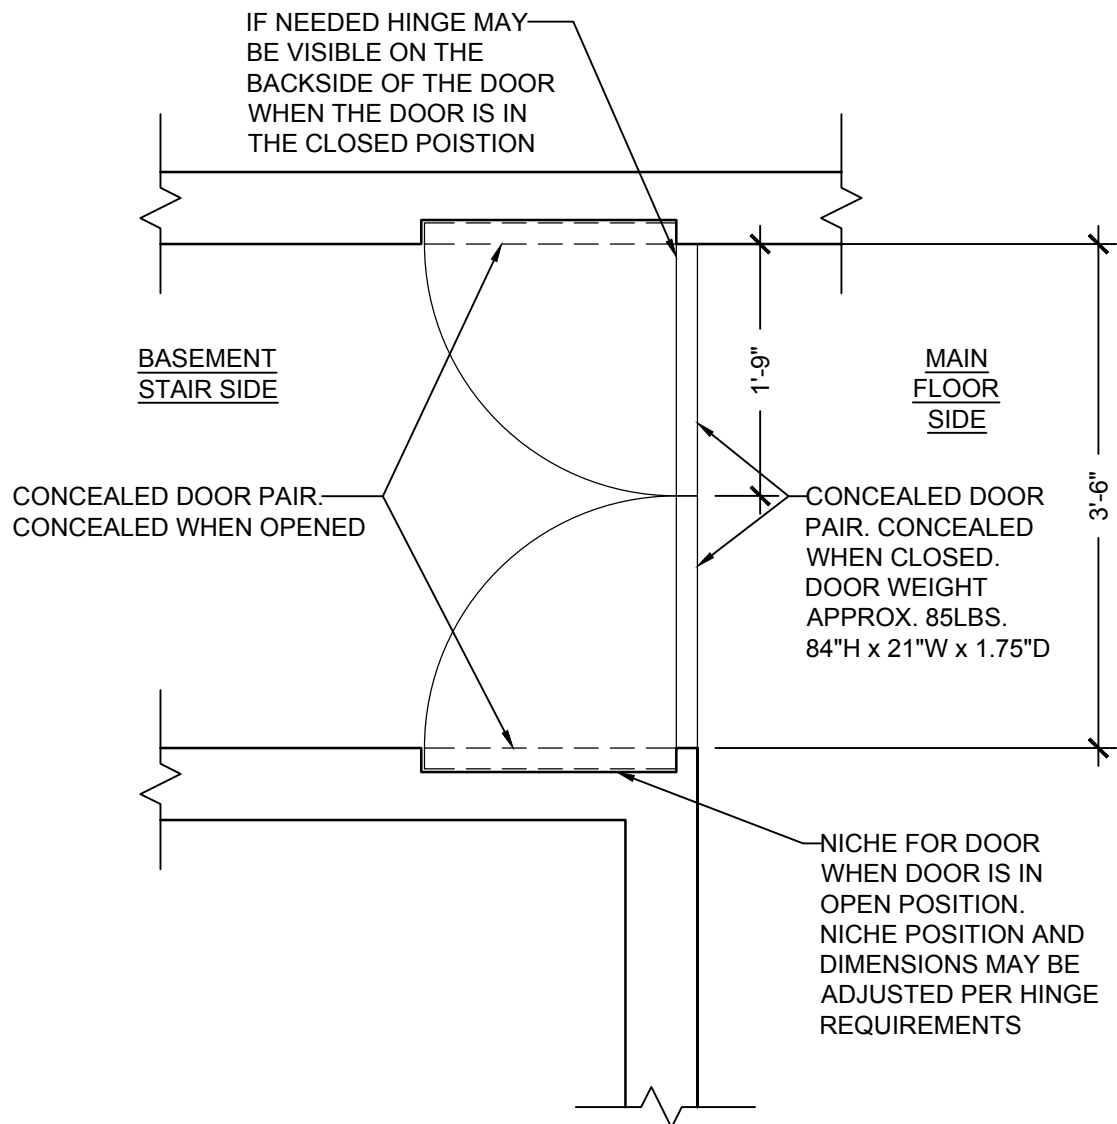 IF NEEDED HINGE MAY
BE VISIBLE ON THE
BACKSIDE OF THE DOOR
WHEN THE DOOR IS IN
THE CLOSED POISTION
BASEMENT
STAIR SIDE
1'-9"
MAIN
FLOOR
SIDE
3'-6"
CONCEALED DOOR PAIR.
CONCEALED WHEN OPENED
CONCEALED DOOR
PAIR. CONCEALED
WHEN CLOSED.
DOOR WEIGHT
APPROX. 85LBS.
84"H x 21"W x 1.75"D
NICHE FOR DOOR
WHEN DOOR IS IN
OPEN POSITION.
NICHE POSITION AND
DIMENSIONS MAY BE
ADJUSTED PER HINGE
REQUIREMENTS